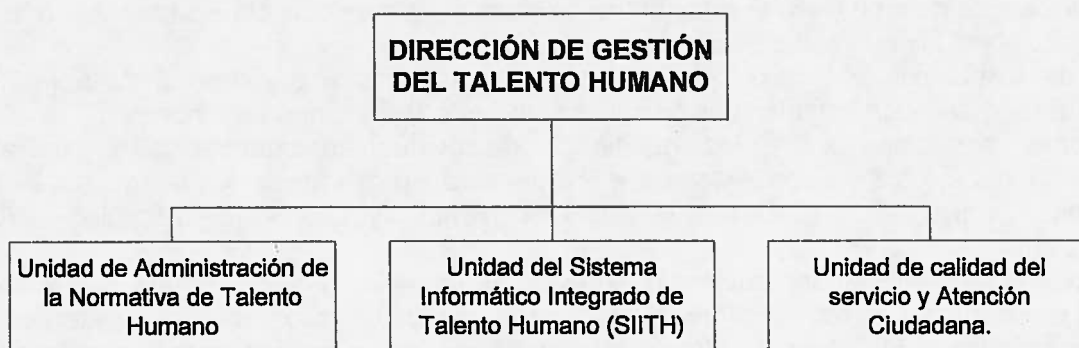 DIRECCIÓN DE GESTIÓN
DEL TALENTO HUMANO
Unidad de Administración de
la Normativa de Talento
Humano
Unidad del Sistema
Informático Integrado de
Talento Humano (SIITH)
Unidad de calidad del
servicio y Atención
Ciudadana.